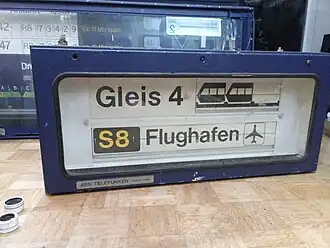 Gleis 4
S8 Flughafen
AEG-TELEFUNKEN